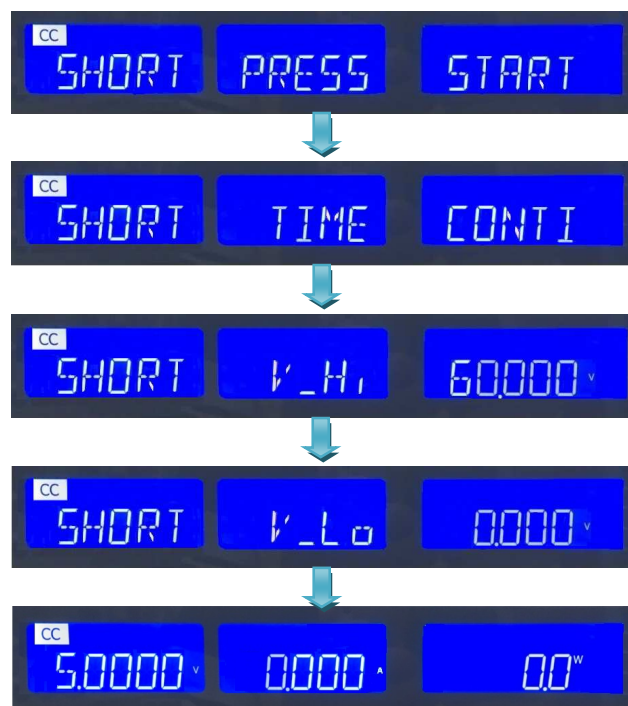 CC
SHORT PRESS START
CC
SHORT TIME CONTI
CC
SHORT V_Hi 60.000 V
CC
SHORT V_Lo 0.000 V
CC
5.0000 V 0.000 A 0.0 W